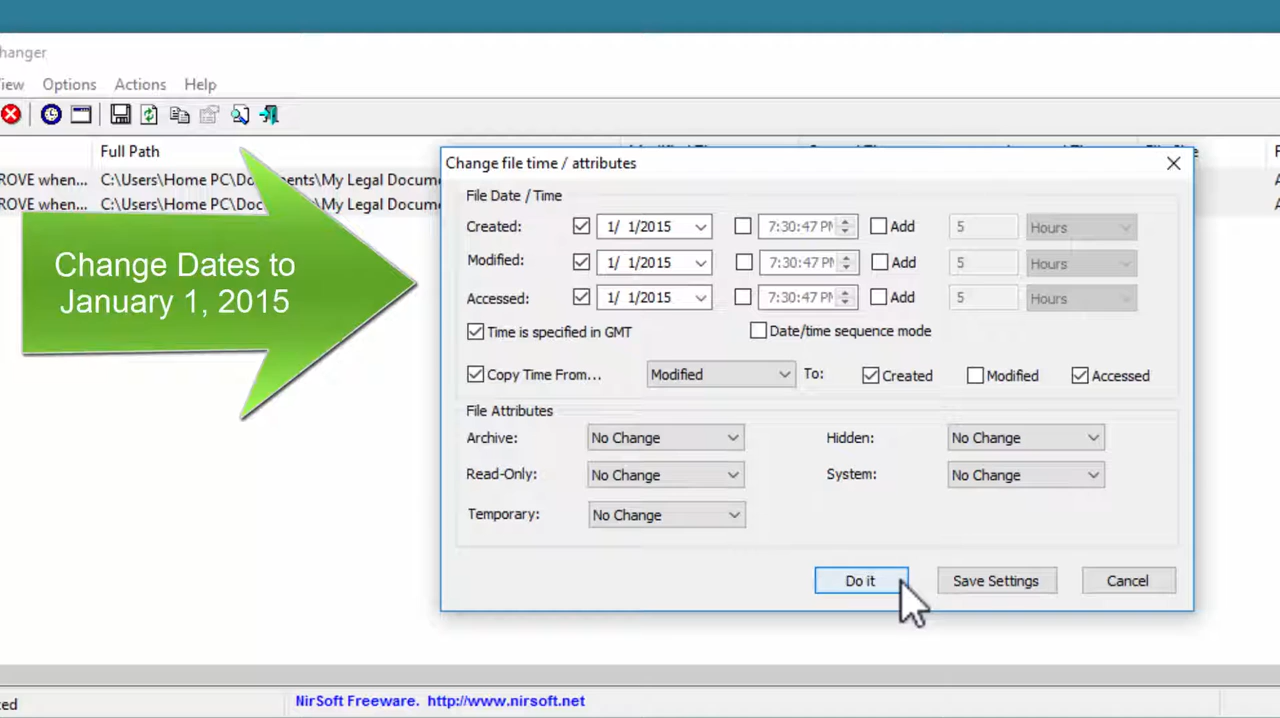 hanger
iew Options Actions Help
Full Path
ROVE when... C:\Users\Home PC\Documents\My Legal Docume
ROVE when... C:\Users\Home PC\Doc My Legal Docume
Change Dates to
January 1, 2015
Change file time / attributes
File Date / Time
Created: 1/ 1/2015 7:30:47 PM Add 5 Hours
Modified: 1/ 1/2015 7:30:47 PM Add 5 Hours
Accessed: 1/ 1/2015 7:30:47 PM Add 5 Hours
Time is specified in GMT Date/time sequence mode
Copy Time From... Modified To: Created Modified Accessed
File Attributes
Archive: No Change Hidden: No Change
Read-Only: No Change System: No Change
Temporary: No Change
Do it Save Settings Cancel
ted NirSoft Freeware. http://www.nirsoft.net